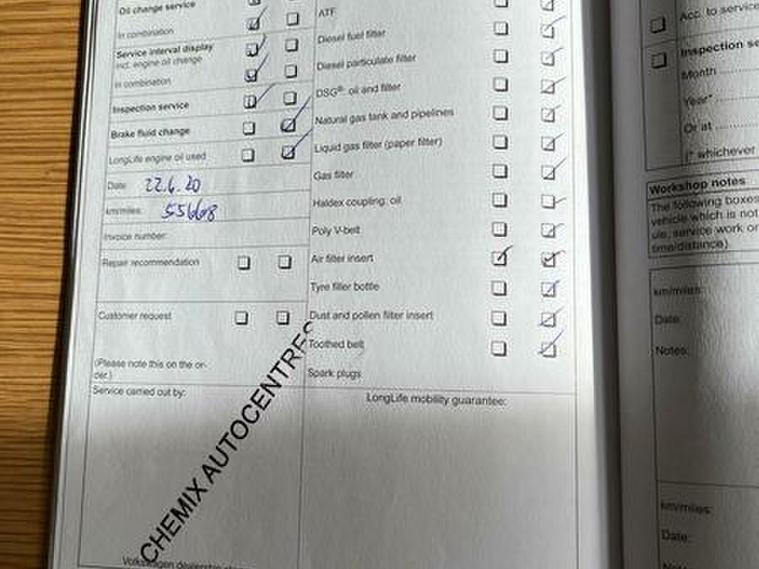 Oil change service
In combination
Service interval display
incl. engine oil change
In combination
Inspection service
Brake fluid change
LongLife engine oil used
Date: 22.6.20
km/miles: 55668
Invoice number:
Repair recommendation
Customer request
(Please note this on the or-
der.)
Service carried out by:
CHEMIX AUTOCENTRES
Volkswagen
ATF
Diesel fuel filter
Diesel particulate filter
DSG®: oil and filter
Natural gas tank and pipelines
Liquid gas filter (paper filter)
Gas filter
Haldex coupling: oil
Poly V-belt
Air filter insert
Tyre filler bottle
Dust and pollen filter insert
Toothed belt
Spark plugs
LongLife mobility guarantee:
Acc. to service
Inspection se
Month
Year*
Or at
(* whichever
Workshop notes
The following boxes
vehicle which is not
ule, service work or
time/distance).
km/miles:
Date:
Notes:
km/miles:
Date: